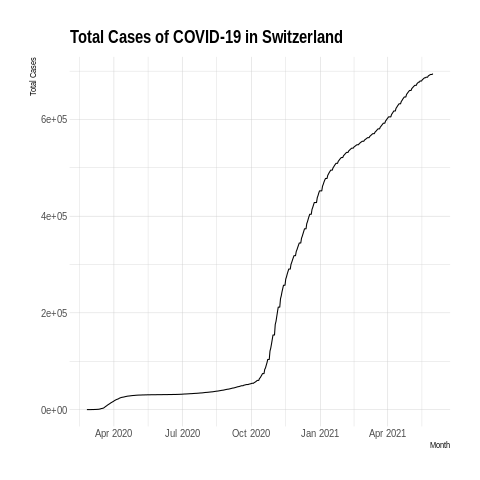 Total Cases of COVID-19 in Switzerland
Total Cases
6e+05
4e+05
2e+05
0e+00
Apr 2020 Jul 2020 Oct 2020 Jan 2021 Apr 2021
Month